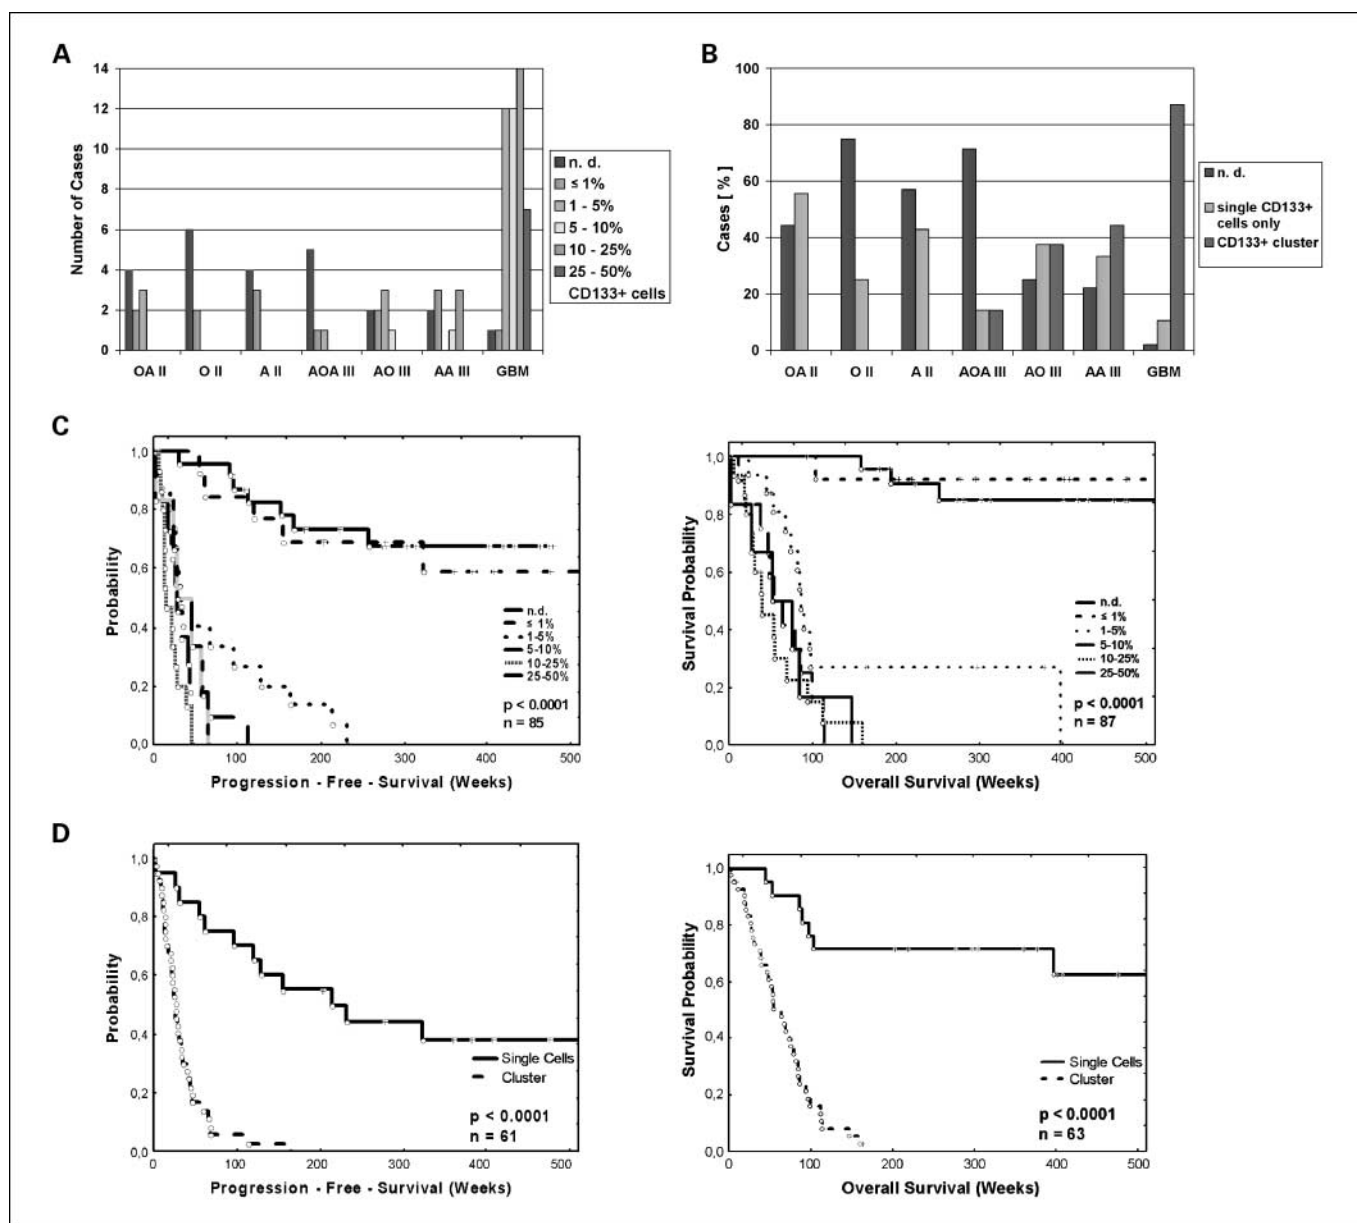 A
14
12
10
8
6
4
2
0
Number of Cases
OA II
O II
A II
AOA III
AO III
AA III
GBM
n. d.
≤ 1%
1 - 5%
5 - 10%
10 - 25%
25 - 50%
CD133+ cells
B
100
80
60
40
20
0
Cases [ % ]
OA II
O II
A II
AOA III
AO III
AA III
GBM
n. d.
single CD133+
cells only
CD133+ cluster
C
1,0
0,8
0,6
0,4
0,2
0,0
Probability
n.d.
≤ 1%
1-5%
5-10%
10-25%
25-50%
p < 0.0001
n = 85
0
100
200
300
400
500
Progression - Free - Survival (Weeks)
1,0
0,8
0,6
0,4
0,2
0,0
Survival Probability
n.d.
≤ 1%
1-5%
5-10%
10-25%
25-50%
p < 0.0001
n = 87
0
100
200
300
400
500
Overall Survival (Weeks)
D
1,0
0,8
0,6
0,4
0,2
0,0
Probability
Single Cells
Cluster
p < 0.0001
n = 61
0
100
200
300
400
500
Progression - Free - Survival (Weeks)
1,0
0,8
0,6
0,4
0,2
0,0
Survival Probability
Single Cells
Cluster
p < 0.0001
n = 63
0
100
200
300
400
500
Overall Survival (Weeks)